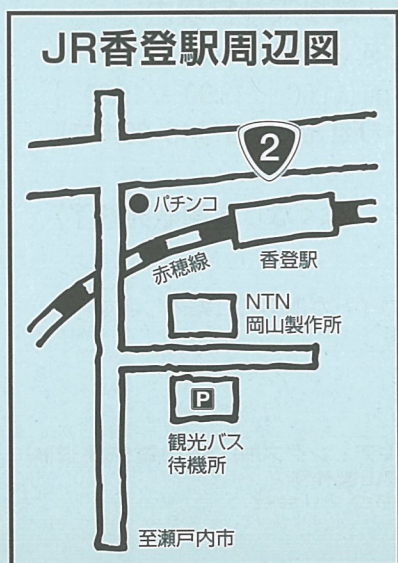 JR香登駅周辺図
2
パチンコ
赤穂線
香登駅
NTN
岡山製作所
P
観光バス
待機所
至瀬戸内市